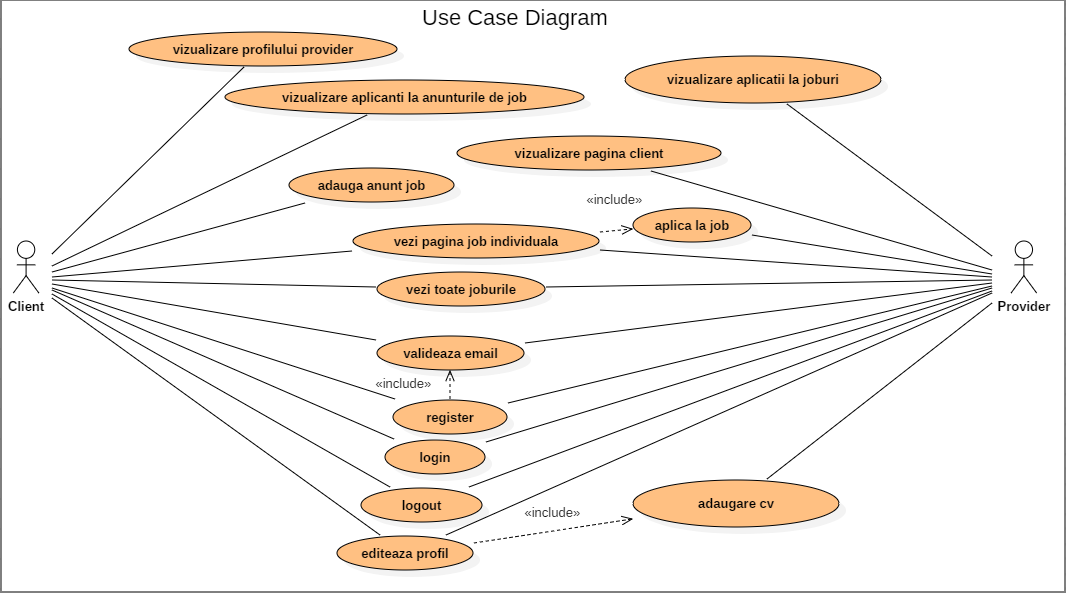 Use Case Diagram
vizualizare profilului provider
vizualizare aplicatii la joburi
vizualizare aplicanti la anunturile de job
vizualizare pagina client
adauga anunt job
«include»
aplica la job
vezi pagina job individuala
vezi toate joburile
Client
Provider
valideaza email
«include»
register
login
logout
adaugare cv
«include»
editeaza profil